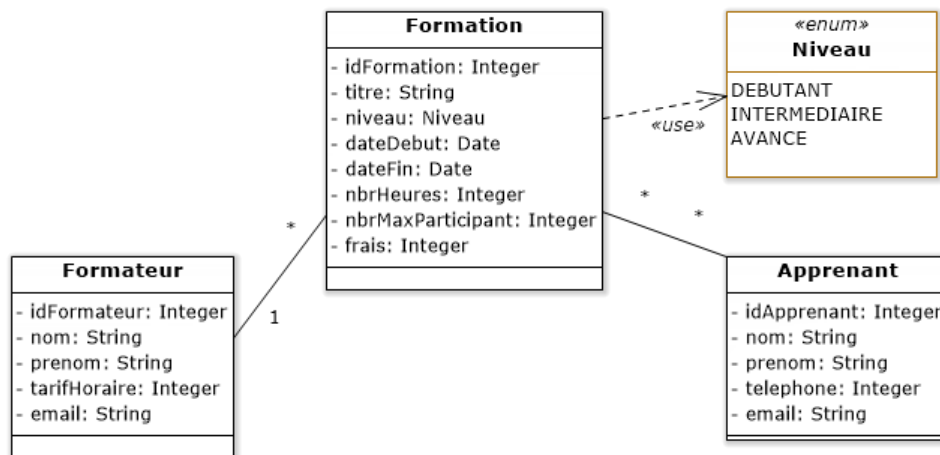 Formation
- idFormation: Integer
- titre: String
- niveau: Niveau
- dateDebut: Date
- dateFin: Date
- nbrHeures: Integer
- nbrMaxParticipant: Integer
- frais: Integer
«enum»
Niveau
DEBUTANT
INTERMEDIAIRE
AVANCE
«use»
*
*
*
1
Formateur
- idFormateur: Integer
- nom: String
- prenom: String
- tarifHoraire: Integer
- email: String
Apprenant
- idApprenant: Integer
- nom: String
- prenom: String
- telephone: Integer
- email: String